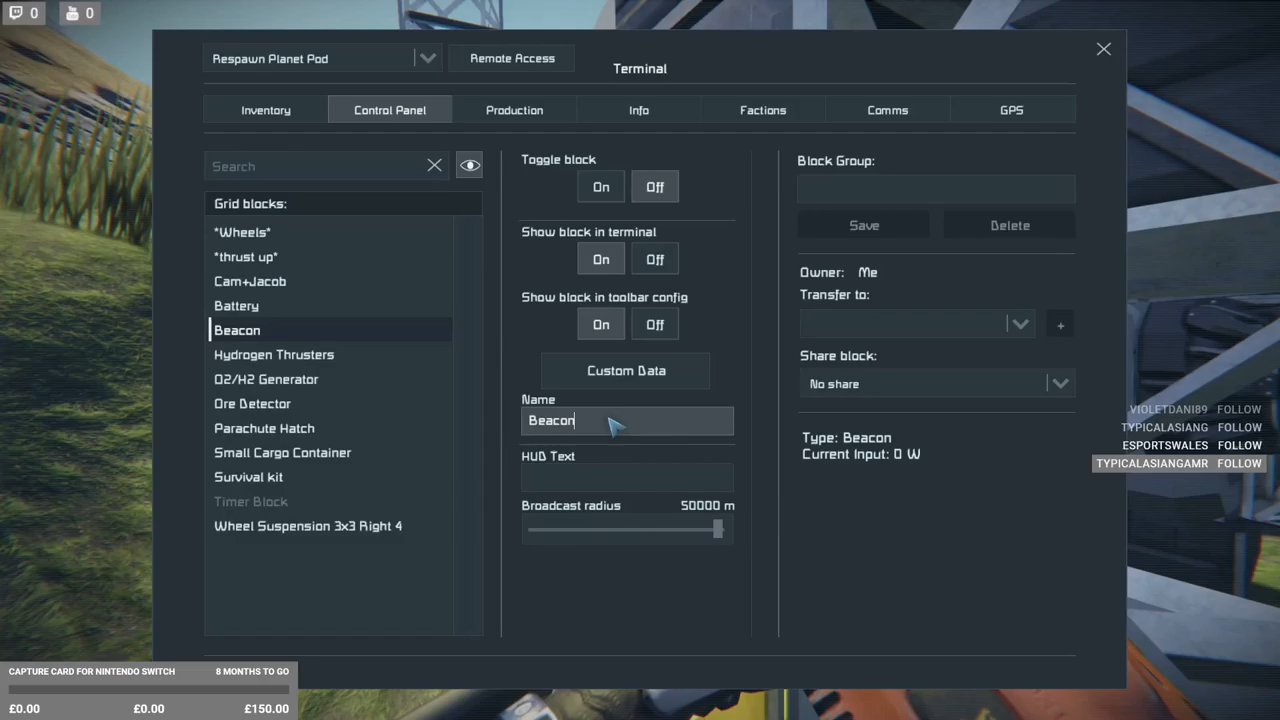 0 0
Respawn Planet Pod
Remote Access
Terminal
Inventory
Control Panel
Production
Info
Factions
Comms
GPS
Search
Grid blocks:
*Wheels*
*thrust up*
Cam+Jacob
Battery
Beacon
Hydrogen Thrusters
O2/H2 Generator
Ore Detector
Parachute Hatch
Small Cargo Container
Survival kit
Timer Block
Wheel Suspension 3x3 Right 4
Toggle block
On Off
Show block in terminal
On Off
Show block in toolbar config
On Off
Custom Data
Name
Beacon
HUD Text
Broadcast radius 50000 m
Block Group:
Save Delete
Owner: Me
Transfer to:
+
Share block:
No share
Type: Beacon
Current Input: 0 W
VIOLETDANI89 FOLLOW
TYPICALASIANG FOLLOW
ESPORTSWALES FOLLOW
TYPICALASIANGAMR FOLLOW
CAPTURE CARD FOR NINTENDO SWITCH 8 MONTHS TO GO
£0.00 £0.00 £150.00